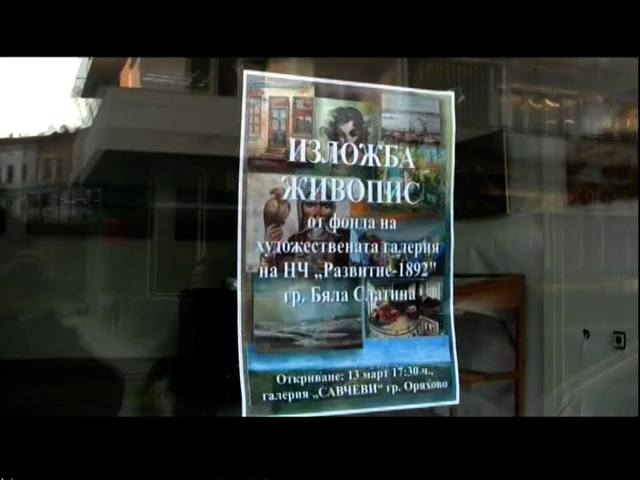 ИЗЛОЖБА
ЖИВОПИС
от фонда на
художествената галерия
на НЧ „Развитие-1892"
гр. Бяла Слатина
Откриване: 13 март 17:30 ч.,
галерия „САВЧЕВИ“ гр. Оряхово